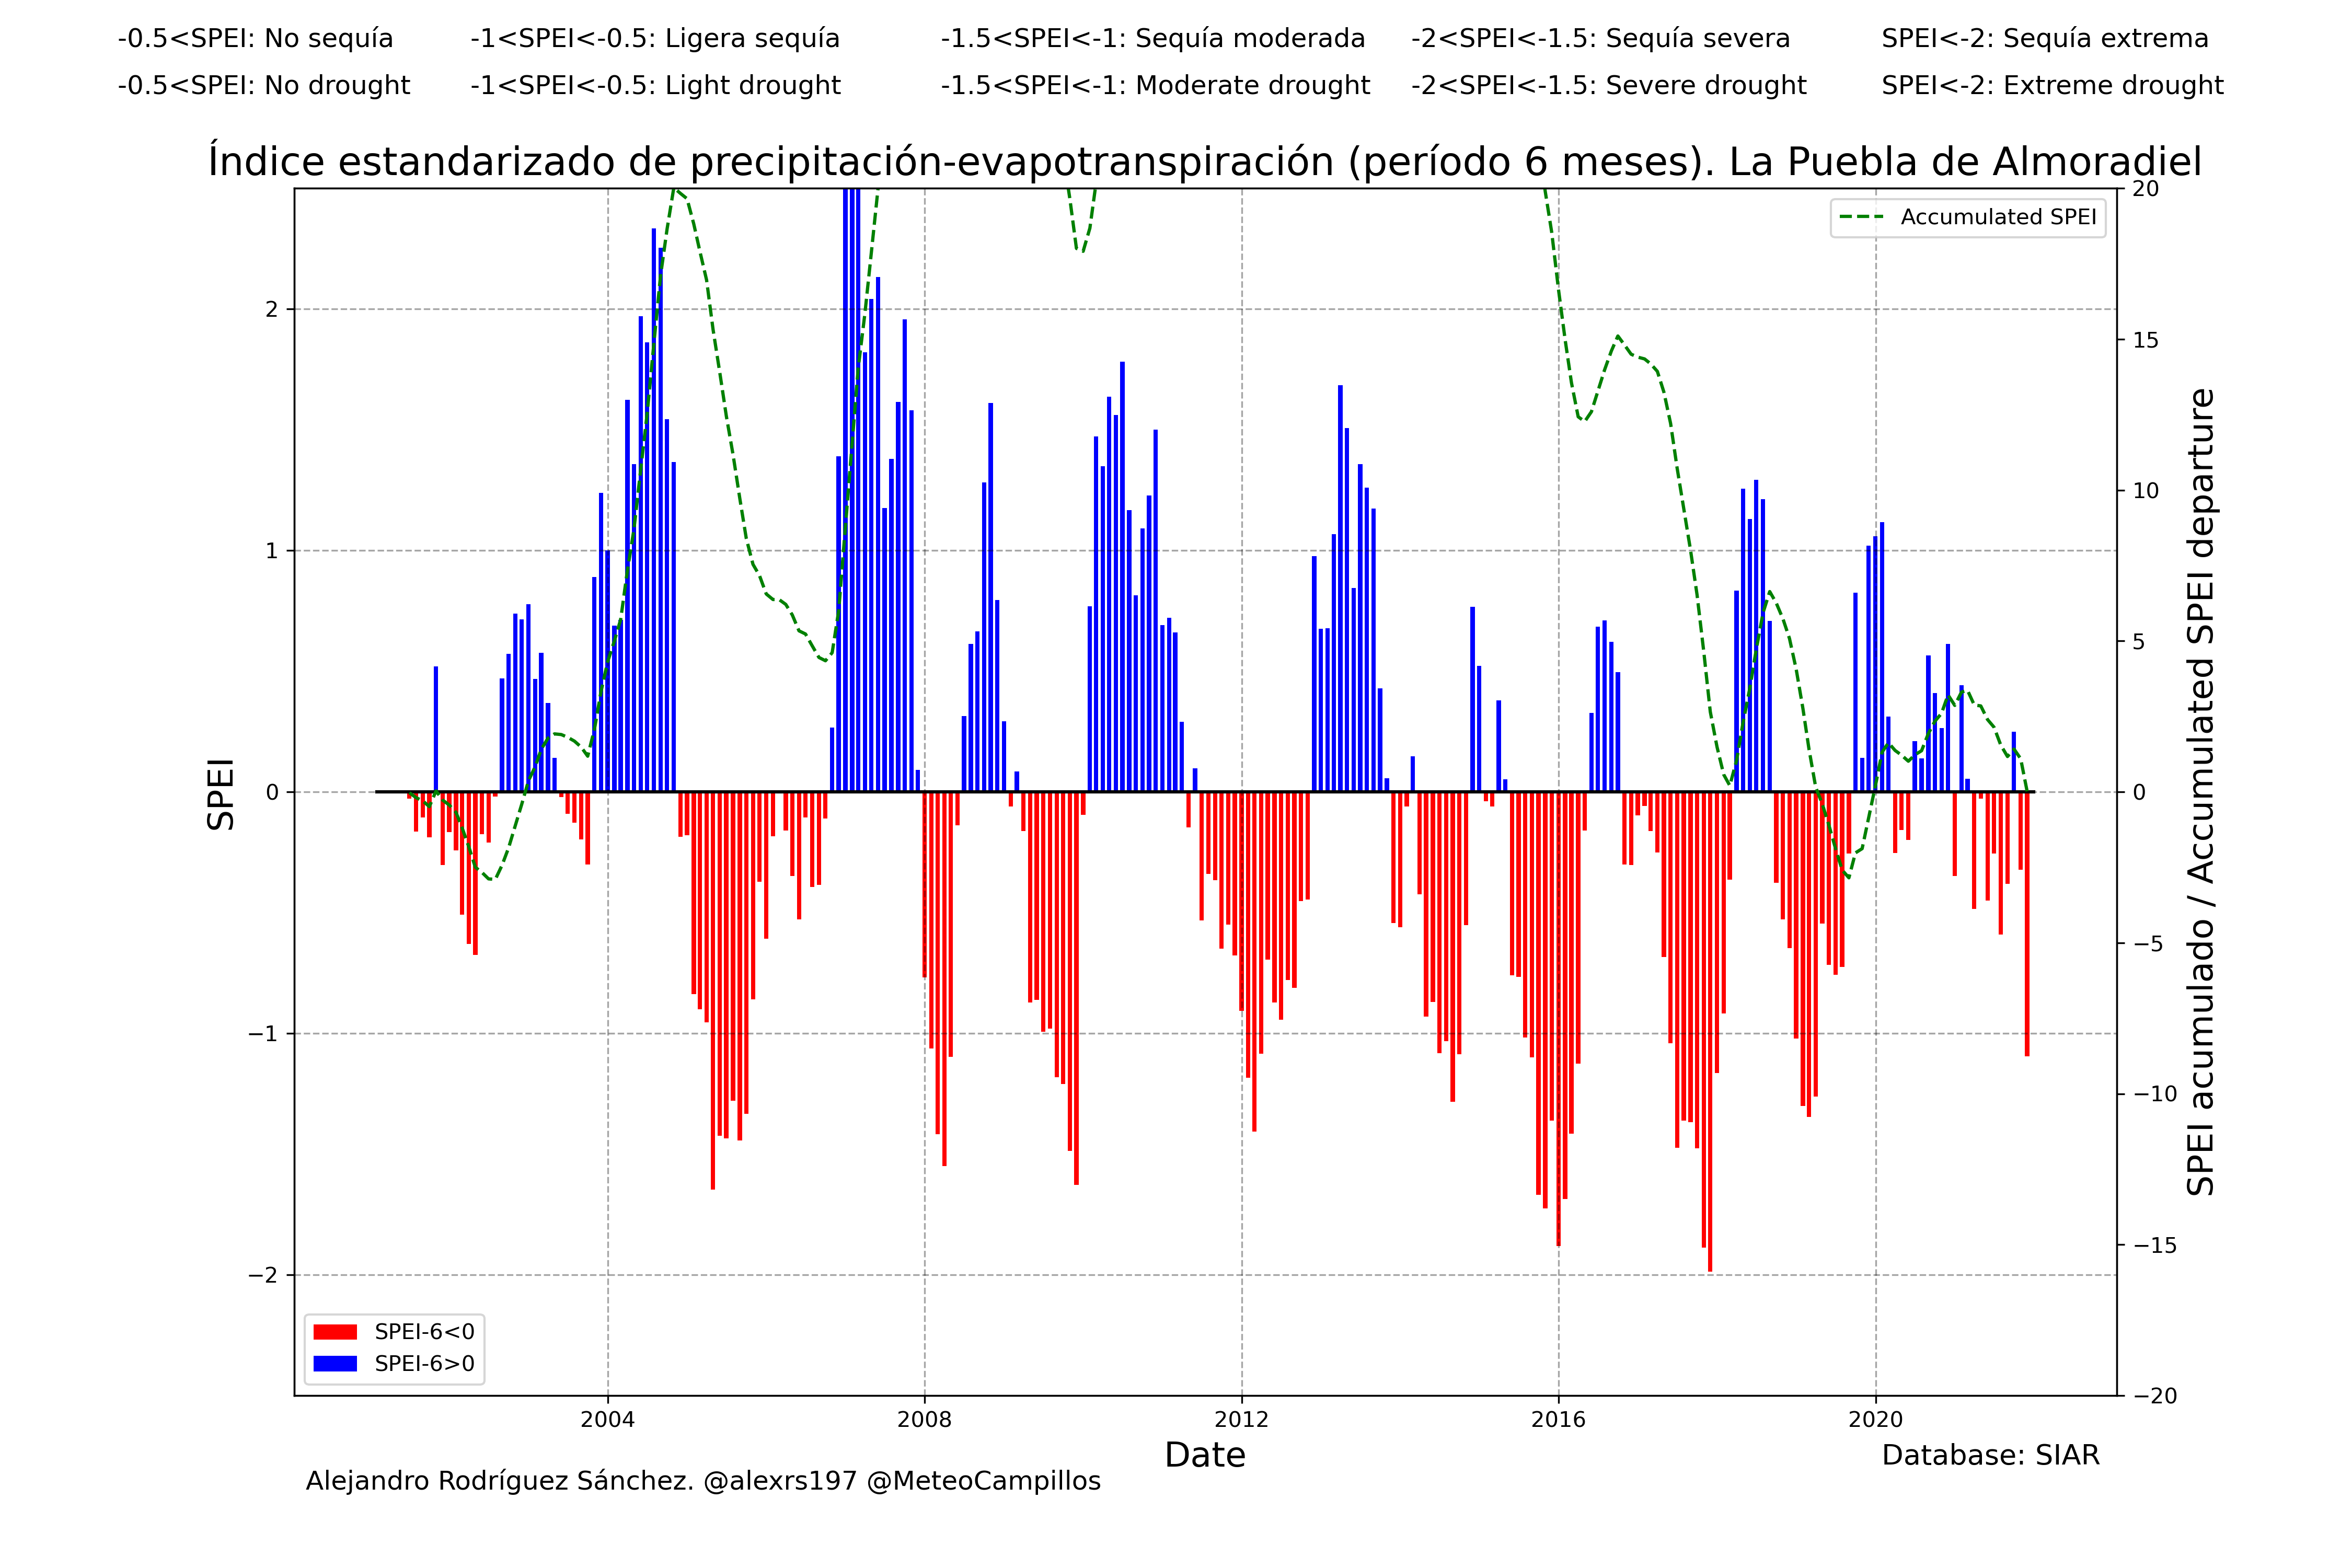 -0.5<SPEI: No sequía -1<SPEI<-0.5: Ligera sequía -1.5<SPEI<-1: Sequía moderada -2<SPEI<-1.5: Sequía severa SPEI<-2: Sequía extrema
-0.5<SPEI: No drought -1<SPEI<-0.5: Light drought -1.5<SPEI<-1: Moderate drought -2<SPEI<-1.5: Severe drought SPEI<-2: Extreme drought
Índice estandarizado de precipitación-evapotranspiración (período 6 meses). La Puebla de Almoradiel
Accumulated SPEI
SPEI
2
1
0
−1
−2
20
15
10
5
0
−5
−10
−15
−20
SPEI acumulado / Accumulated SPEI departure
SPEI-6<0
SPEI-6>0
2004 2008 2012 2016 2020
Date
Database: SIAR
Alejandro Rodríguez Sánchez. @alexrs197 @MeteoCampillos